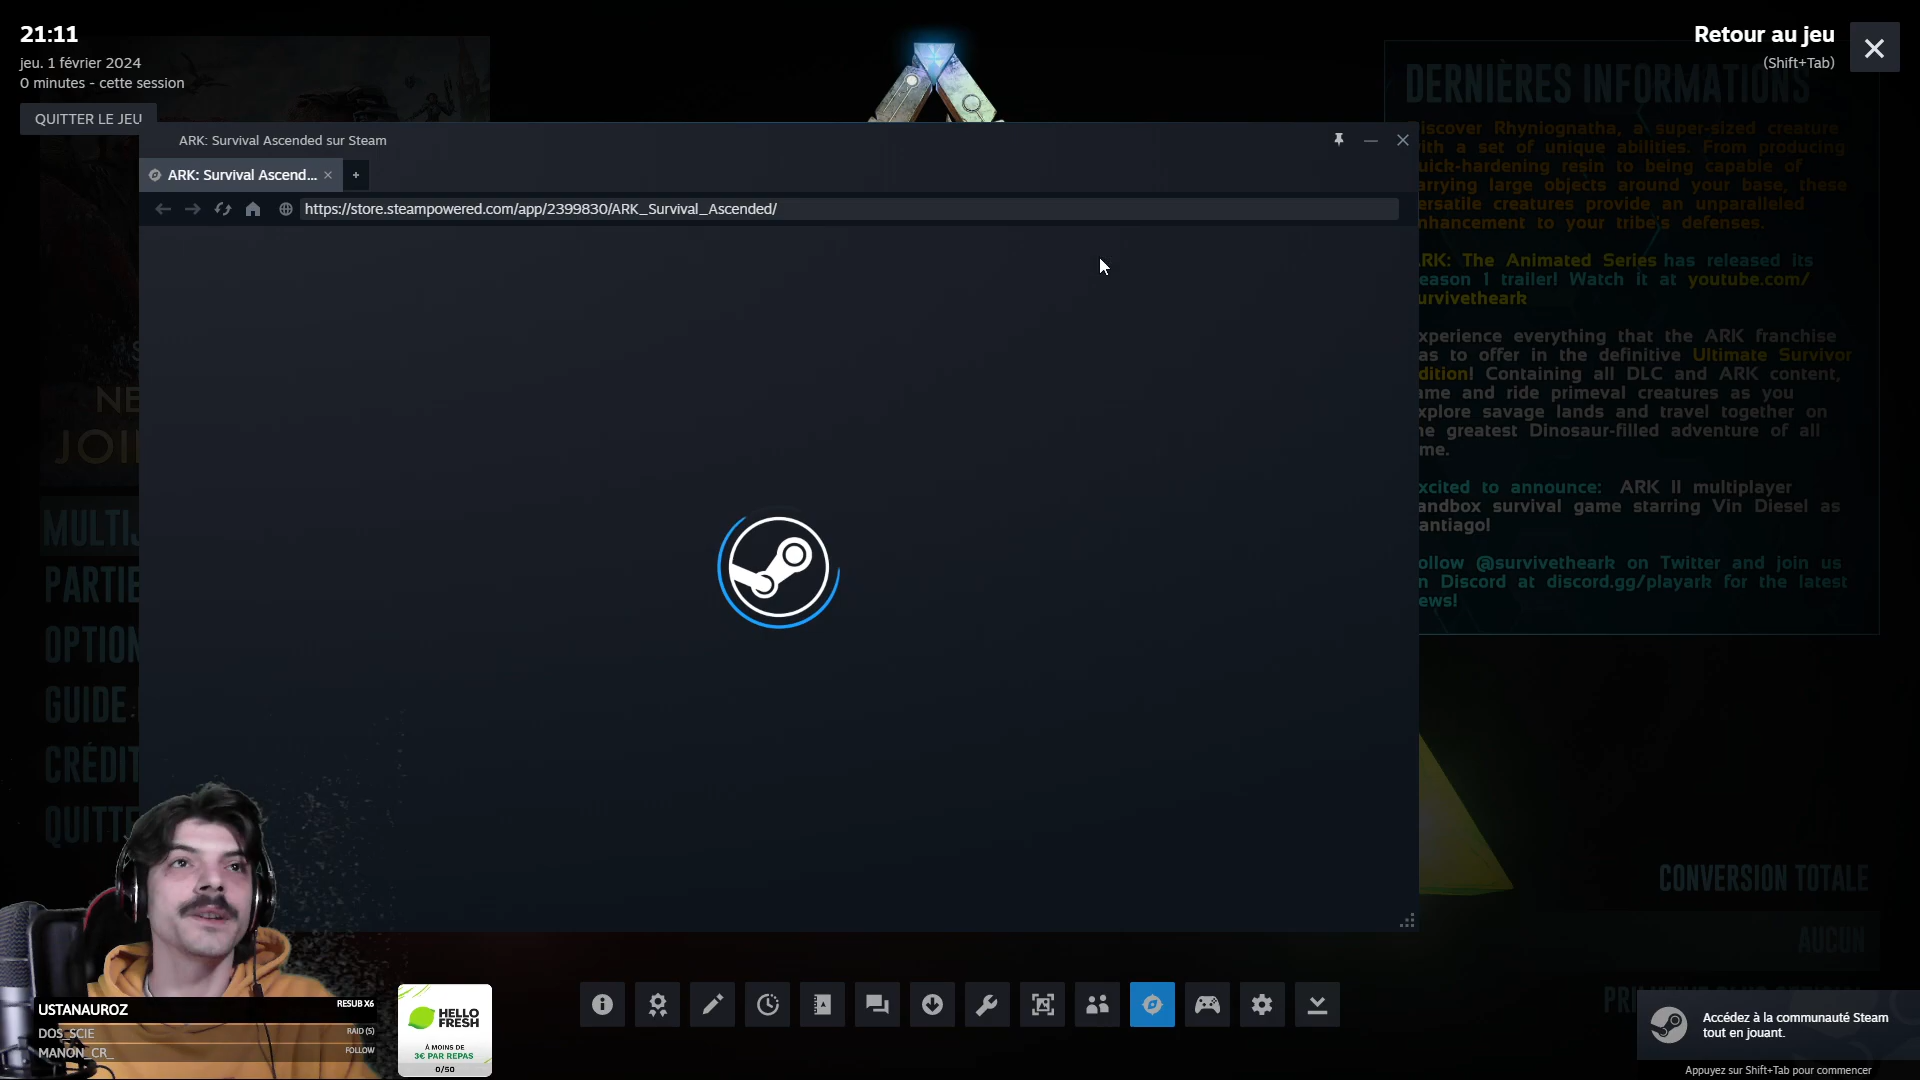 21:11
jeu. 1 février 2024
0 minutes - cette session
QUITTER LE JEU
Retour au jeu
(Shift+Tab)
ARK: Survival Ascended sur Steam
ARK: Survival Ascend...
https://store.steampowered.com/app/2399830/ARK_Survival_Ascended/
DERNIÈRES INFORMATIONS
iscover Rhyniognatha, a super-sized creature
ith a set of unique abilities. From producing
uick-hardening resin to being capable of
arrying large objects around your base, these
ersatile creatures provide an unparalleled
nhancement to your tribe's defenses.
RK: The Animated Series has released its
eason 1 trailer! Watch it at youtube.com/
urvivetheark
xperience everything that the ARK franchise
as to offer in the definitive Ultimate Survivor
dition! Containing all DLC and ARK content,
ame and ride primeval creatures as you
xplore savage lands and travel together on
he greatest Dinosaur-filled adventure of all
me.
xcited to announce: ARK II multiplayer
andbox survival game starring Vin Diesel as
antiagol
ollow @survivetheark on Twitter and join us
n Discord at discord.gg/playark for the latest
ews!
NE
JOI
MULTIJ
PARTIE
OPTION
GUIDE
CRÉDIT
QUITTE
CONVERSION TOTALE
AUCUN
USTANAUROZ RESUB X6
DOS_SCIE RAID (5)
MANON_CR_ FOLLOW
HELLO
FRESH
À MOINS DE
3€ PAR REPAS
0/50
Accédez à la communauté Steam
tout en jouant.
Appuyez sur Shift+Tab pour commencer